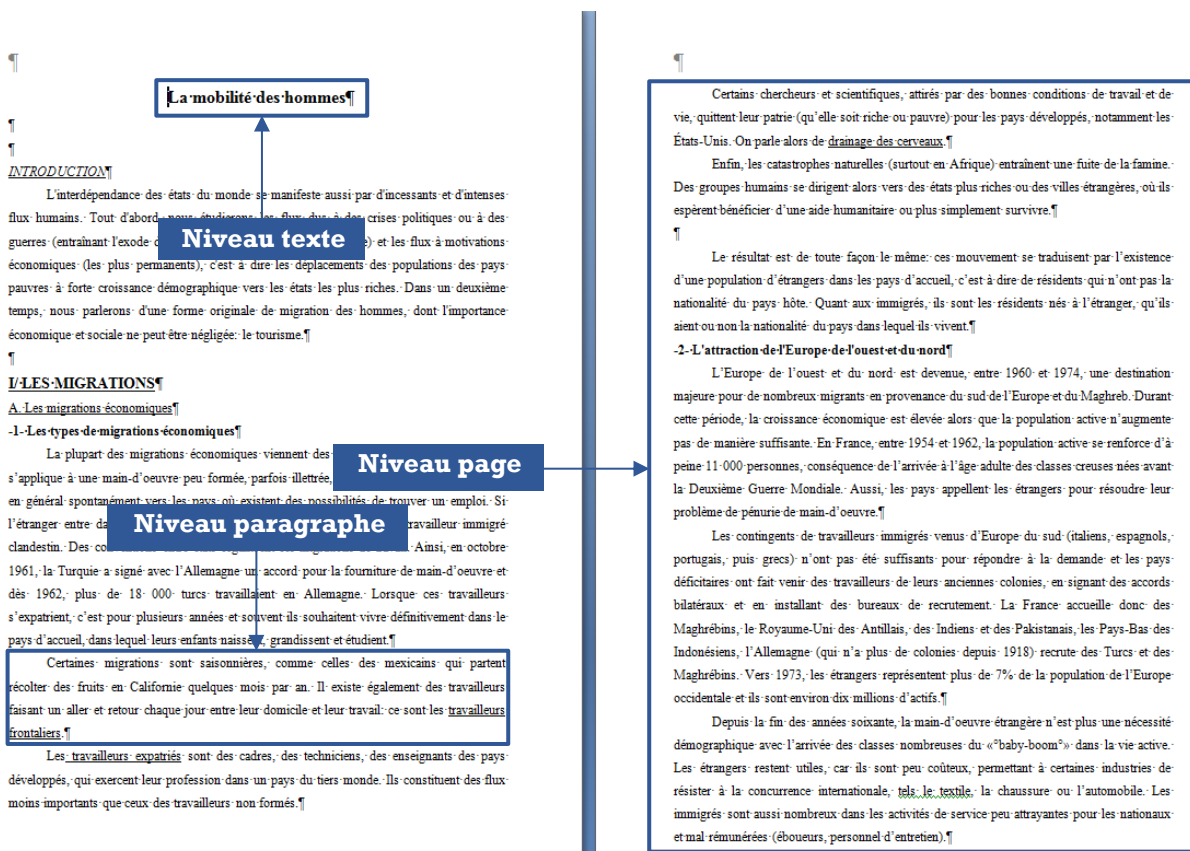 ¶
La mobilité des hommes¶
¶
¶
INTRODUCTION¶
L'interdépendance des états du monde se manifeste aussi par d'incessants et d'intenses
flux humains. Tout d'abord, nous étudierons les flux dus à des crises politiques ou à des
guerres (entraînant l'exode et les flux à motivations
Niveau texte
économiques (les plus permanents), c'est à dire les déplacements des populations des pays
pauvres à forte croissance démographique vers les états les plus riches. Dans un deuxième
temps, nous parlerons d'une forme originale de migration des hommes, dont l'importance
économique et sociale ne peut être négligée: le tourisme.¶
¶
I/ LES MIGRATIONS¶
A. Les migrations économiques¶
-1- Les types de migrations économiques¶
La plupart des migrations économiques viennent des
Niveau page
s’applique à une main-d’oeuvre peu formée, parfois illettrée,
en général spontanément vers les pays où existent des possibilités de trouver un emploi. Si
l’étranger entre travailleur immigré
Niveau paragraphe
clandestin. Des Ainsi, en octobre
1961, la Turquie a signé avec l’Allemagne un accord pour la fourniture de main-d’oeuvre et
dès 1962, plus de 18 000 turcs travaillaient en Allemagne. Lorsque ces travailleurs
s’expatrient, c’est pour plusieurs années et souvent ils souhaitent vivre définitivement dans le
pays d’accueil, dans lequel leurs enfants naissent, grandissent et étudient.¶
Certaines migrations sont saisonnières, comme celles des mexicains qui partent
récolter des fruits en Californie quelques mois par an. Il existe également des travailleurs
faisant un aller et retour chaque jour entre leur domicile et leur travail: ce sont les travailleurs
frontaliers.¶
Les travailleurs expatriés sont des cadres, des techniciens, des enseignants des pays
développés, qui exercent leur profession dans un pays du tiers monde. Ils constituent des flux
moins importants que ceux des travailleurs non formés.¶
¶
Certains chercheurs et scientifiques, attirés par des bonnes conditions de travail et de
vie, quittent leur patrie (qu’elle soit riche ou pauvre) pour les pays développés, notamment les
États-Unis. On parle alors de drainage des cerveaux.¶
Enfin, les catastrophes naturelles (surtout en Afrique) entraînent une fuite de la famine.
Des groupes humains se dirigent alors vers des états plus riches ou des villes étrangères, où ils
espèrent bénéficier d’une aide humanitaire ou plus simplement survivre.¶
¶
Le résultat est de toute façon le même: ces mouvement se traduisent par l’existence
d’une population d’étrangers dans les pays d’accueil, c’est à dire de résidents qui n’ont pas la
nationalité du pays hôte. Quant aux immigrés, ils sont les résidents nés à l’étranger, qu’ils
aient ou non la nationalité du pays dans lequel ils vivent.¶
-2- L'attraction de l'Europe de l'ouest et du nord¶
L’Europe de l’ouest et du nord est devenue, entre 1960 et 1974, une destination
majeure pour de nombreux migrants en provenance du sud de l’Europe et du Maghreb. Durant
cette période, la croissance économique est élevée alors que la population active n’augmente
pas de manière suffisante. En France, entre 1954 et 1962, la population active se renforce d’à
peine 11 000 personnes, conséquence de l’arrivée à l’âge adulte des classes creuses nées avant
la Deuxième Guerre Mondiale. Aussi, les pays appellent les étrangers pour résoudre leur
problème de pénurie de main-d’oeuvre.¶
Les contingents de travailleurs immigrés venus d’Europe du sud (italiens, espagnols,
portugais, puis grecs) n’ont pas été suffisants pour répondre à la demande et les pays
déficitaires ont fait venir des travailleurs de leurs anciennes colonies, en signant des accords
bilatéraux et en installant des bureaux de recrutement. La France accueille donc des
Maghrébins, le Royaume-Uni des Antillais, des Indiens et des Pakistanais, les Pays-Bas des
Indonésiens, l’Allemagne (qui n’a plus de colonies depuis 1918) recrute des Turcs et des
Maghrébins. Vers 1973, les étrangers représentent plus de 7% de la population de l’Europe
occidentale et ils sont environ dix millions d’actifs.¶
Depuis la fin des années soixante, la main-d’oeuvre étrangère n’est plus une nécessité
démographique avec l’arrivée des classes nombreuses du «°baby-boom°» dans la vie active.
Les étrangers restent utiles, car ils sont peu coûteux, permettant à certaines industries de
résister à la concurrence internationale, tels le textile, la chaussure ou l’automobile. Les
immigrés sont aussi nombreux dans les activités de service peu attrayantes pour les nationaux
et mal rémunérées (éboueurs, personnel d’entretien).¶